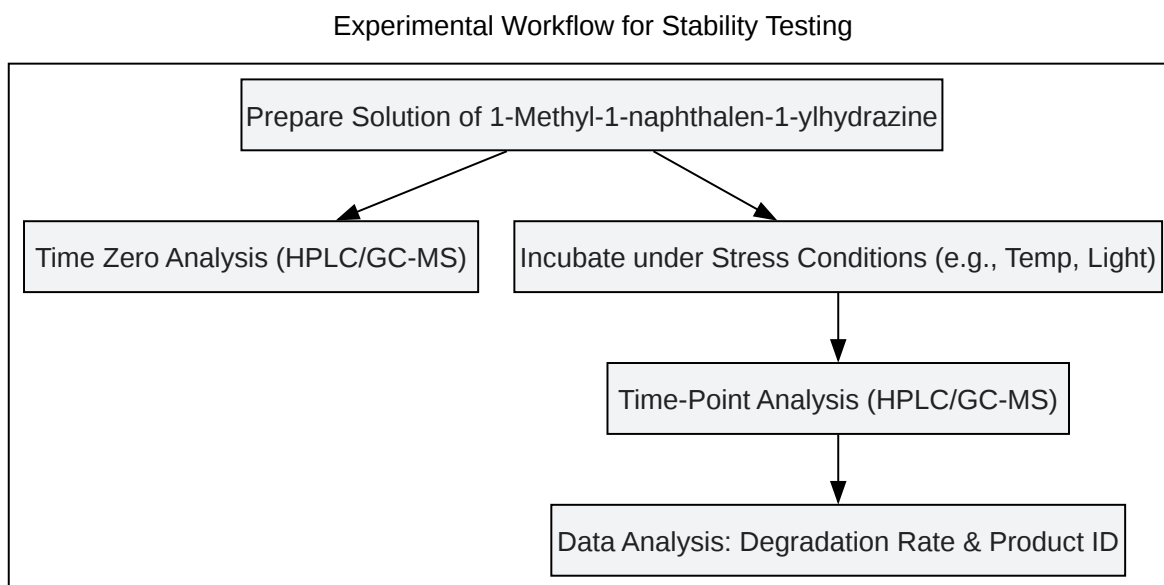 Experimental Workflow for Stability Testing
Prepare Solution of 1-Methyl-1-naphthalen-1-ylhydrazine
Time Zero Analysis (HPLC/GC-MS)
Incubate under Stress Conditions (e.g., Temp, Light)
Time-Point Analysis (HPLC/GC-MS)
Data Analysis: Degradation Rate & Product ID